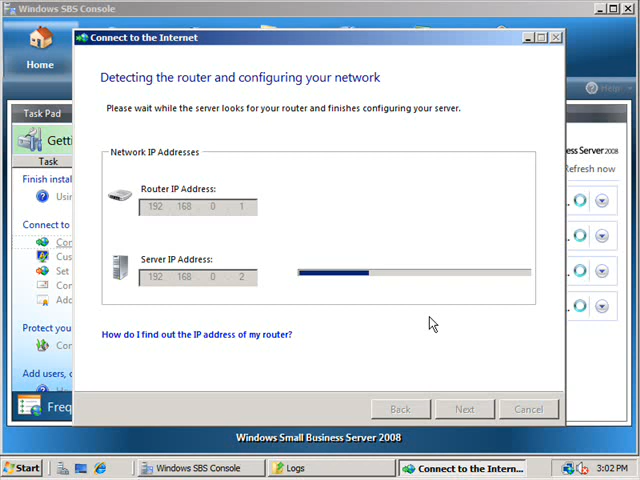 Windows SBS Console
Connect to the Internet
Home
Help
Detecting the router and configuring your network
Please wait while the server looks for your router and finishes configuring your server.
Task Pad
Getti
Task
Finish instal
Usin
Connect to
Con
Cus
Set
Con
Add
Protect you
How
Add users, c
Freq
Network IP Addresses
Router IP Address:
192 168 0 1
Server IP Address:
192 168 0 2
How do I find out the IP address of my router?
ness Server 2008
Refresh now
Back
Next
Cancel
Windows Small Business Server 2008
Start
Windows SBS Console
Logs
Connect to the Intern...
3:02 PM